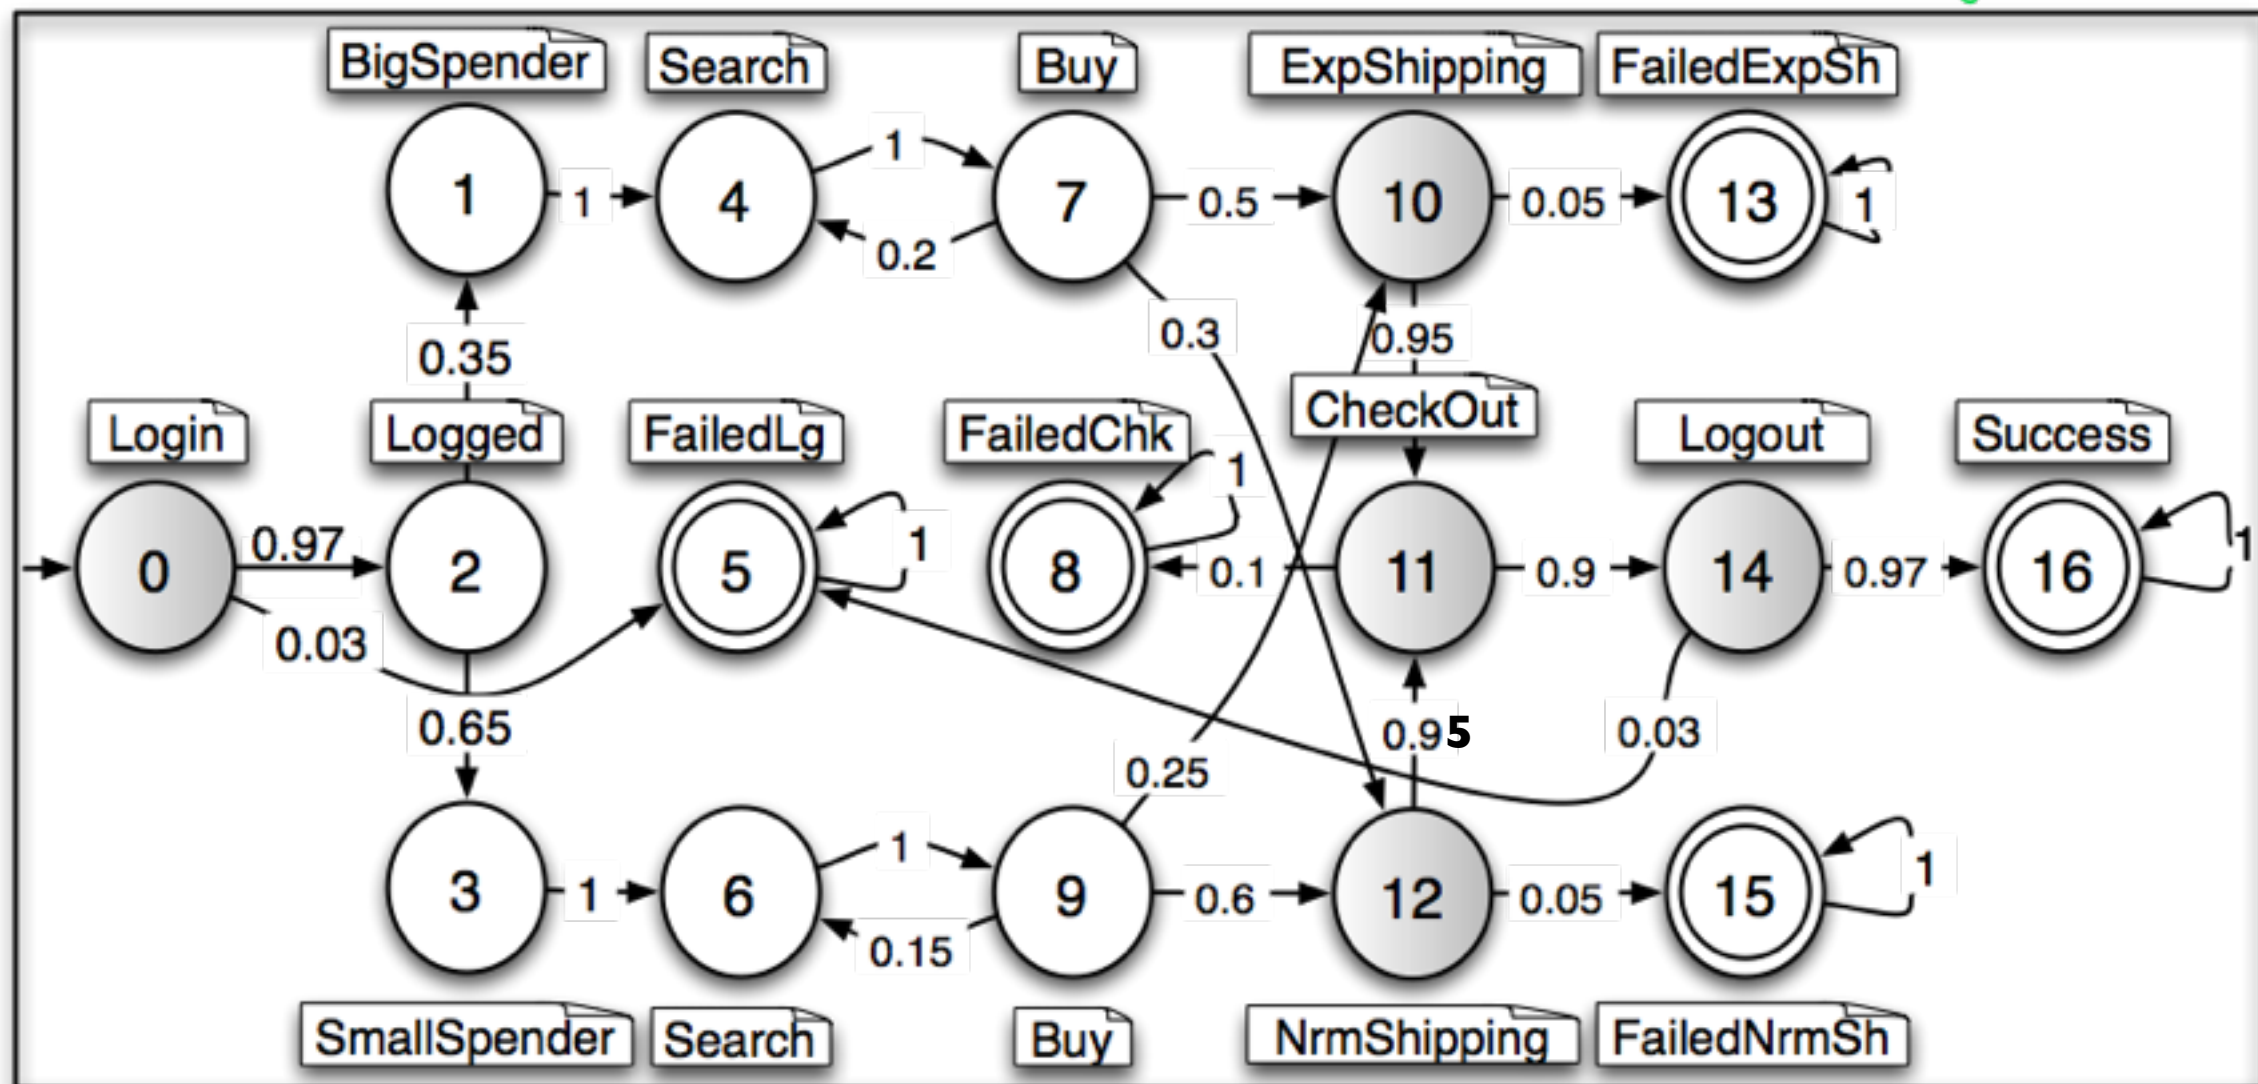 BigSpender Search Buy ExpShipping FailedExpSh
1 1 4 1 7 0.5 10 0.05 13 1
0.2
0.3 0.95
0.35
Login Logged FailedLg FailedChk CheckOut Logout Success
1
0 0.97 2 5 1 8 0.1 11 0.9 14 0.97 16 1
0.03
0.65 0.95 0.03
0.25
3 1 6 1 9 0.6 12 0.05 15 1
0.15
SmallSpender Search Buy NrmShipping FailedNrmSh